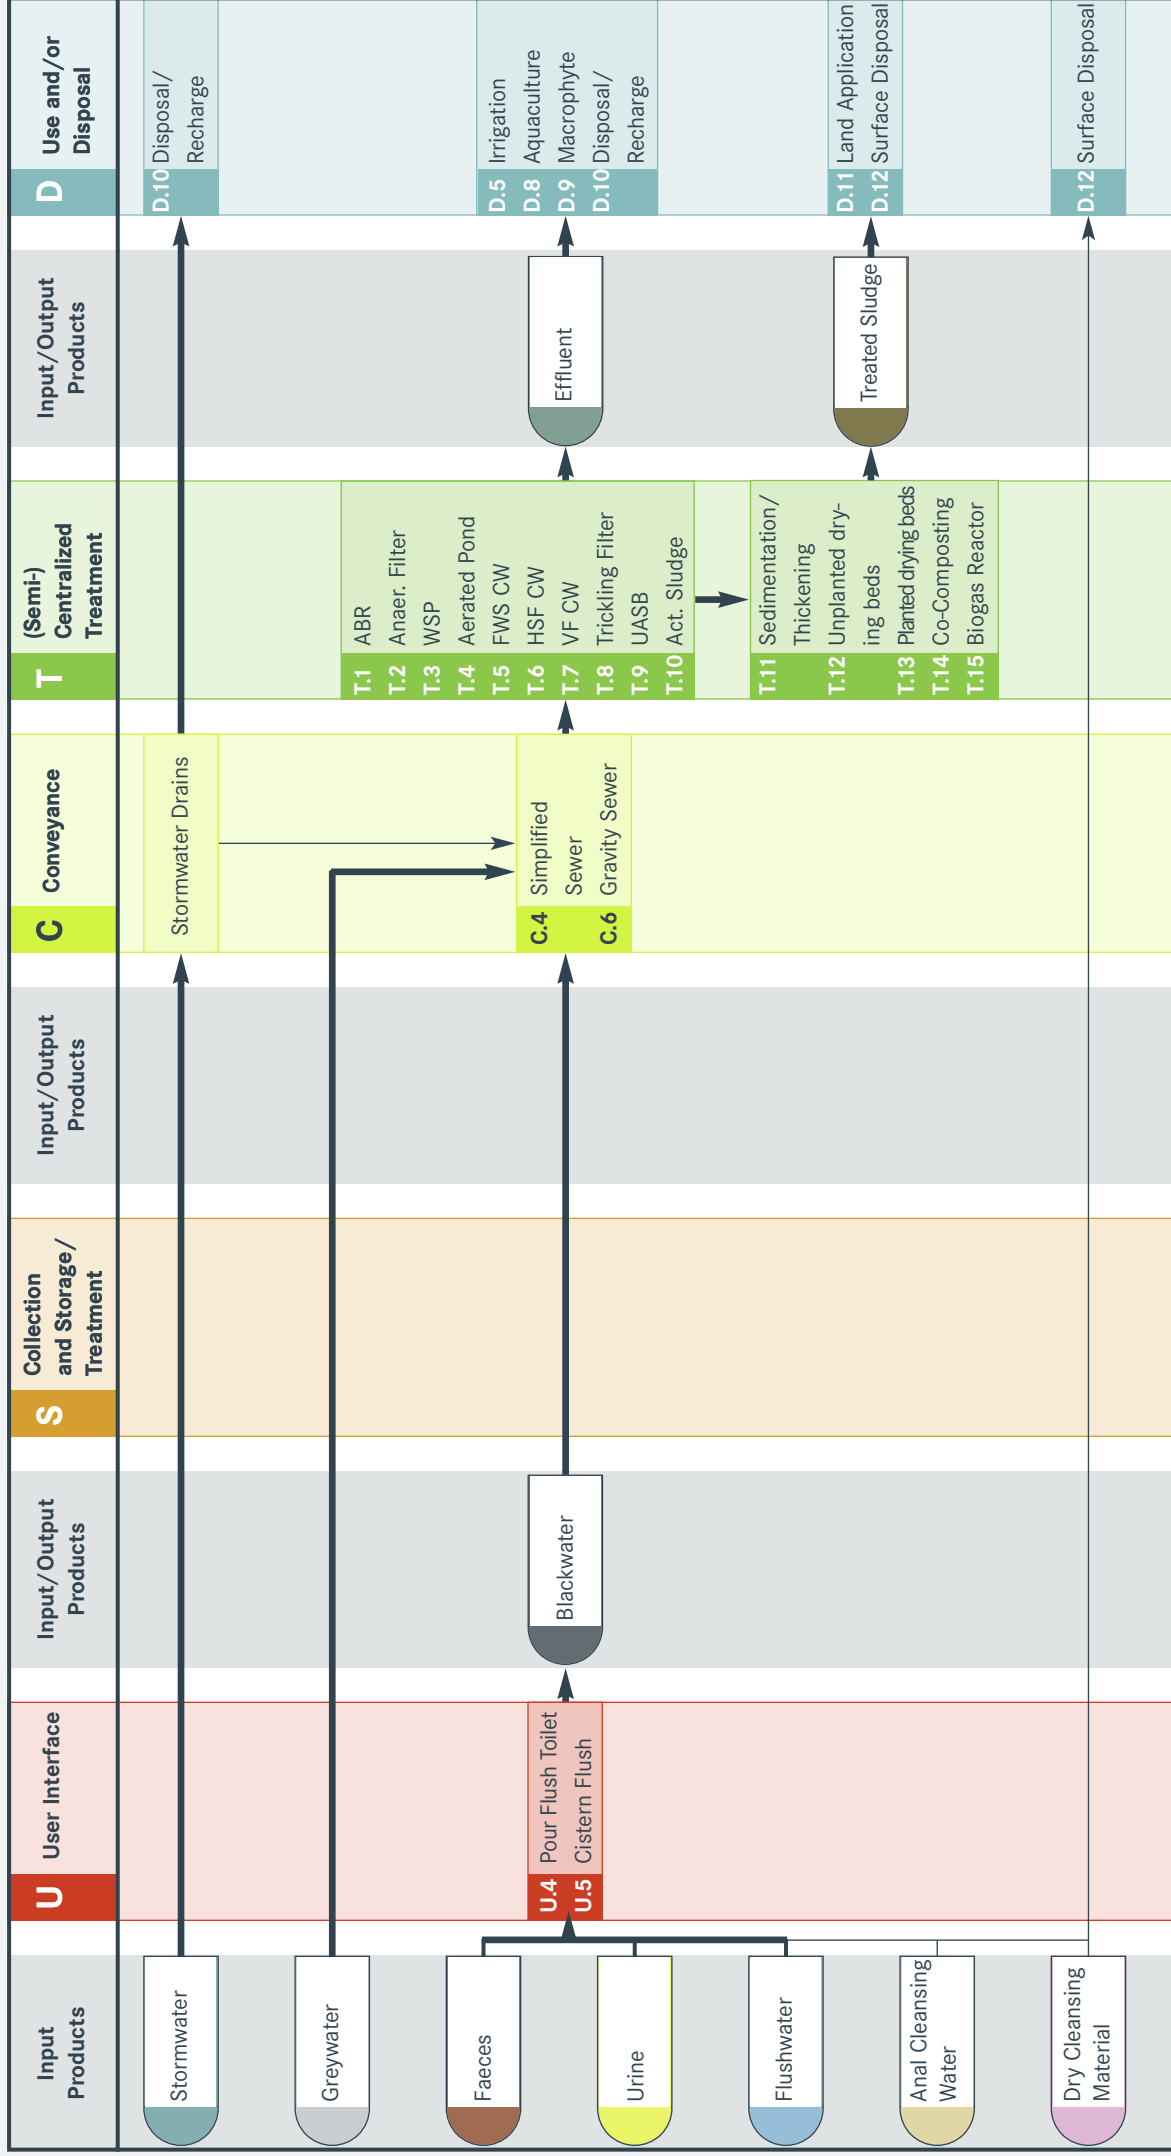 Input
Products
U User Interface
Input/Output
Products
S Collection
and Storage/
Treatment
Input/Output
Products
C Conveyance
T (Semi-)
Centralized
Treatment
Input/Output
Products
D Use and/or
Disposal
Stormwater
Stormwater Drains
D.10 Disposal/
Recharge
Greywater
Faeces
Urine
Flushwater
Anal Cleansing
Water
Dry Cleansing
Material
U.4 Pour Flush Toilet
U.5 Cistern Flush
Blackwater
C.4 Simplified
Sewer
C.6 Gravity Sewer
T.1 ABR
T.2 Anaer. Filter
T.3 WSP
T.4 Aerated Pond
T.5 FWS CW
T.6 HSF CW
T.7 VF CW
T.8 Trickling Filter
T.9 UASB
T.10 Act. Sludge
T.11 Sedimentation/
Thickening
T.12 Unplanted dry-
ing beds
T.13 Planted drying beds
T.14 Co-Composting
T.15 Biogas Reactor
Effluent
Treated Sludge
D.5 Irrigation
D.8 Aquaculture
D.9 Macrophyte
D.10 Disposal/
Recharge
D.11 Land Application
D.12 Surface Disposal
D.12 Surface Disposal